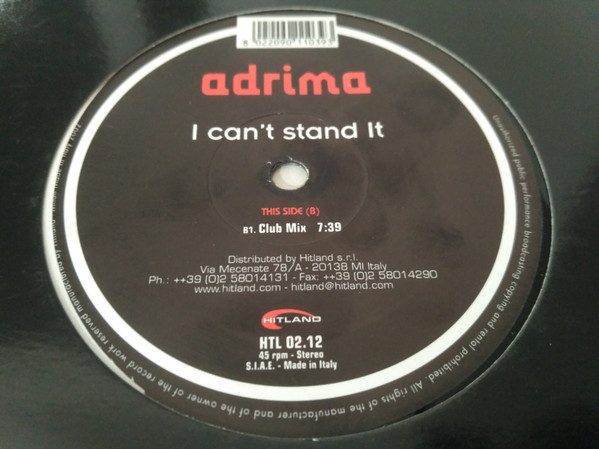 8 022090 110393
adrima
I can't stand It
THIS SIDE (B)
B1. Club Mix 7:39
Distributed by Hitland s.r.l.
Via Mecenate 78/A - 20138 MI Italy
Ph.: ++39 (0)2 58014131 - Fax: ++39 (0)2 58014290
www.hitland.com - hitland@hitland.com
HITLAND
HTL 02.12
45 rpm - Stereo
S.I.A.E. - Made in Italy
Unauthorized public performance broadcasting copying and rental prohibited. All rights of the manufacturer and of the owner of the record work reserved